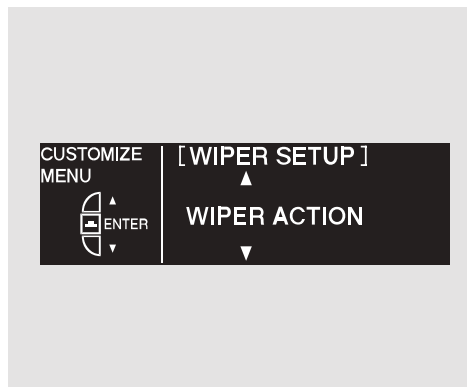 CUSTOMIZE
MENU
ENTER
[ WIPER SETUP ]
WIPER ACTION